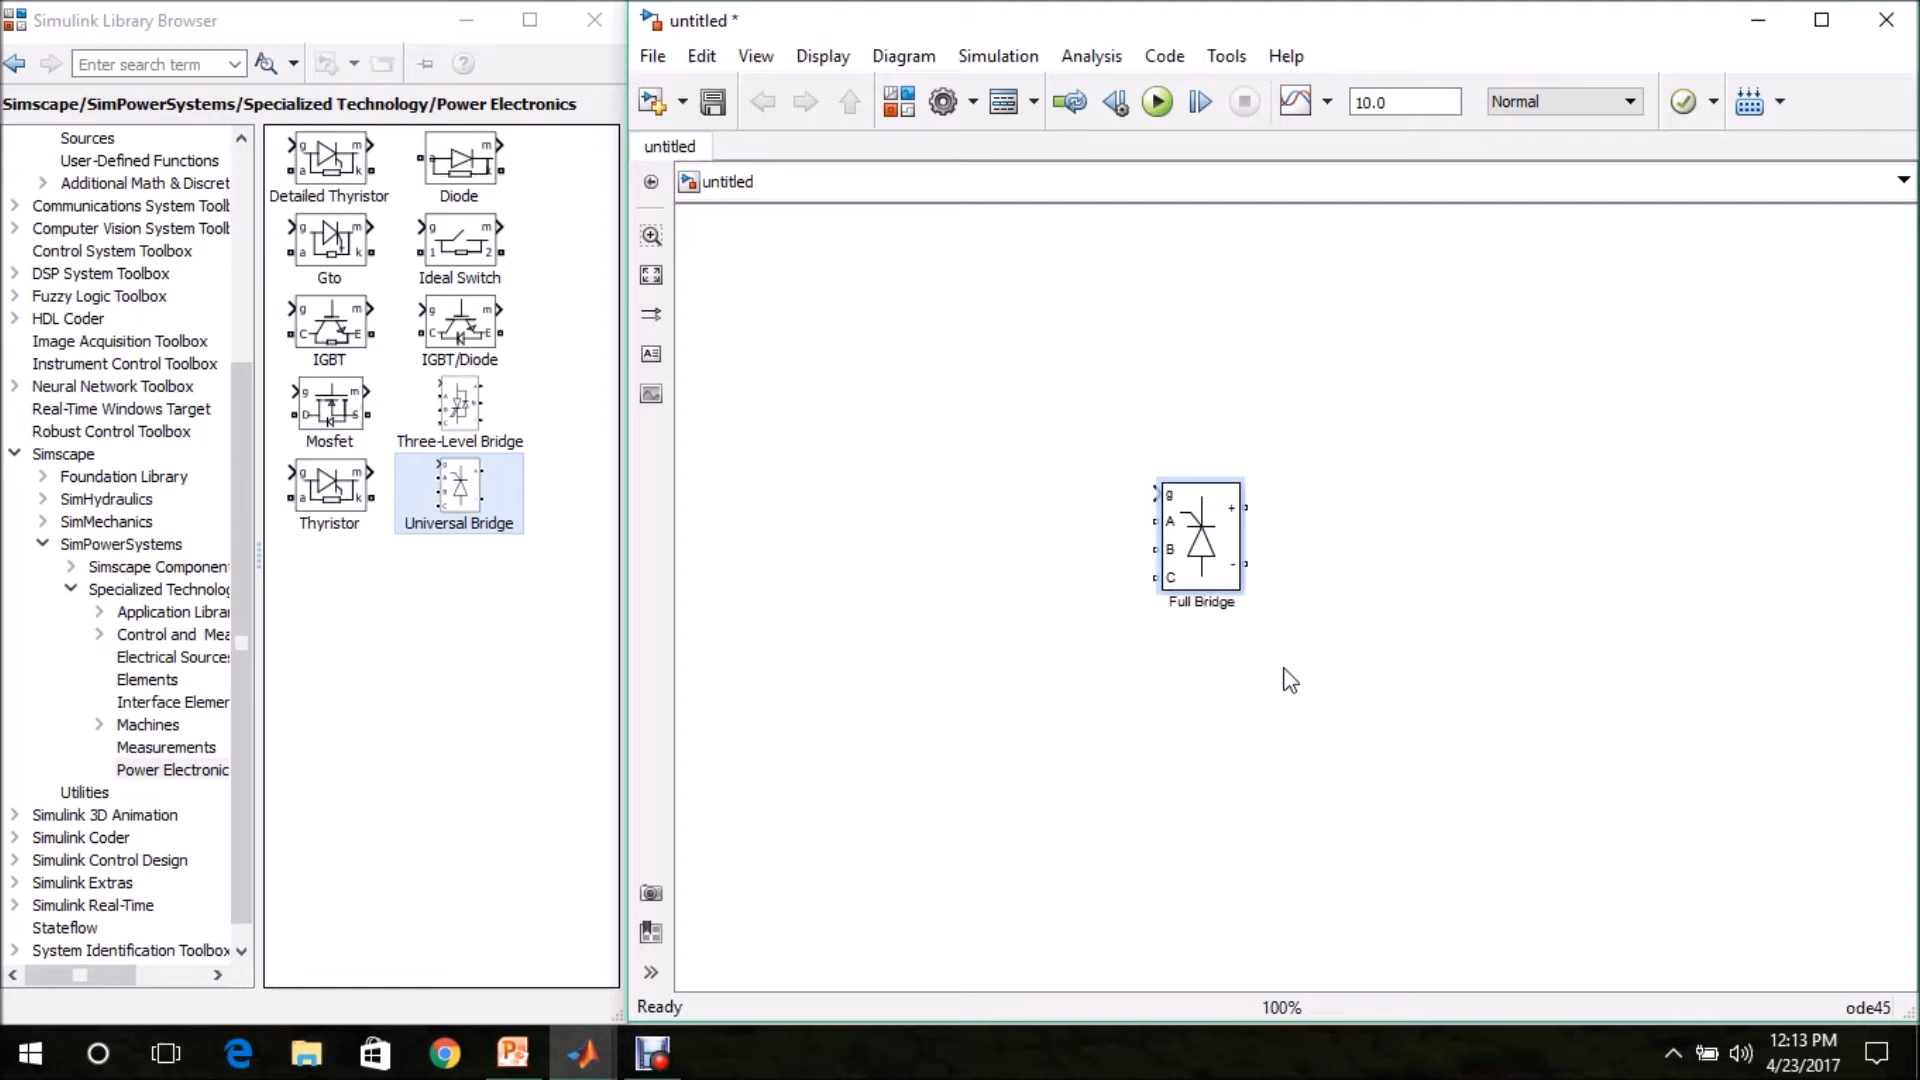 Simulink Library Browser
Enter search term
Simscape/SimPowerSystems/Specialized Technology/Power Electronics
Sources
User-Defined Functions
Additional Math & Discret
Communications System Toolb
Computer Vision System Toolb
Control System Toolbox
DSP System Toolbox
Fuzzy Logic Toolbox
HDL Coder
Image Acquisition Toolbox
Instrument Control Toolbox
Neural Network Toolbox
Real-Time Windows Target
Robust Control Toolbox
Simscape
Foundation Library
SimHydraulics
SimMechanics
SimPowerSystems
Simscape Componen
Specialized Technolog
Application Librar
Control and Mea
Electrical Sources
Elements
Interface Elemen
Machines
Measurements
Power Electronic
Utilities
Simulink 3D Animation
Simulink Coder
Simulink Control Design
Simulink Extras
Simulink Real-Time
Stateflow
System Identification Toolbox
g m
a k
Detailed Thyristor
a m
k
Diode
g m
a k
Gto
g m
1 2
Ideal Switch
g m
C E
IGBT
g m
C E
IGBT/Diode
g m
D S
Mosfet
Three-Level Bridge
g m
a k
Thyristor
g +
A
B -
C
Universal Bridge
untitled *
File Edit View Display Diagram Simulation Analysis Code Tools Help
10.0
Normal
untitled
untitled
g
+
A
B
-
C
Full Bridge
Ready
100%
ode45
12:13 PM
4/23/2017